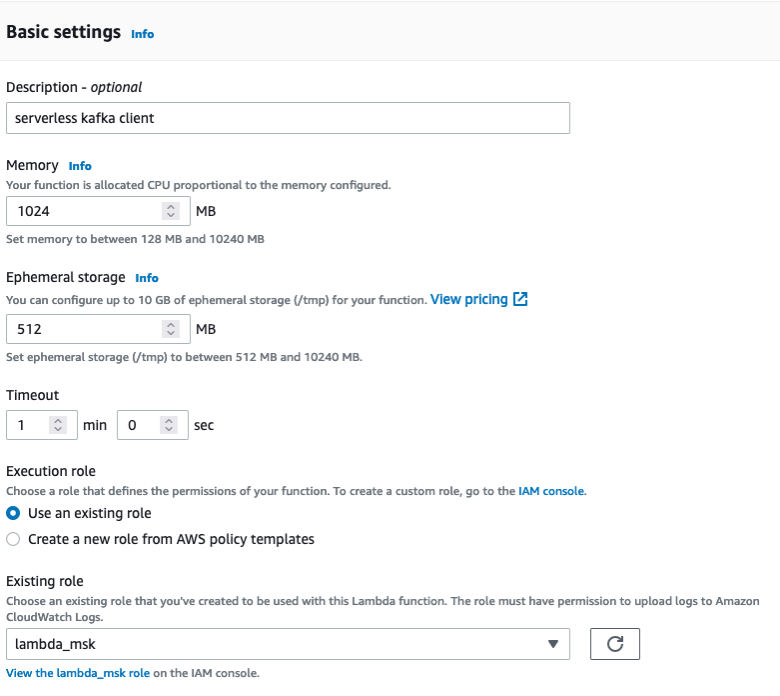 Basic settings Info
Description - optional
serverless kafka client
Memory Info
Your function is allocated CPU proportional to the memory configured.
1024 MB
Set memory to between 128 MB and 10240 MB
Ephemeral storage Info
You can configure up to 10 GB of ephemeral storage (/tmp) for your function. View pricing
512 MB
Set ephemeral storage (/tmp) to between 512 MB and 10240 MB.
Timeout
1 min 0 sec
Execution role
Choose a role that defines the permissions of your function. To create a custom role, go to the IAM console.
Use an existing role
Create a new role from AWS policy templates
Existing role
Choose an existing role that you've created to be used with this Lambda function. The role must have permission to upload logs to Amazon
CloudWatch Logs.
lambda_msk
View the lambda_msk role on the IAM console.